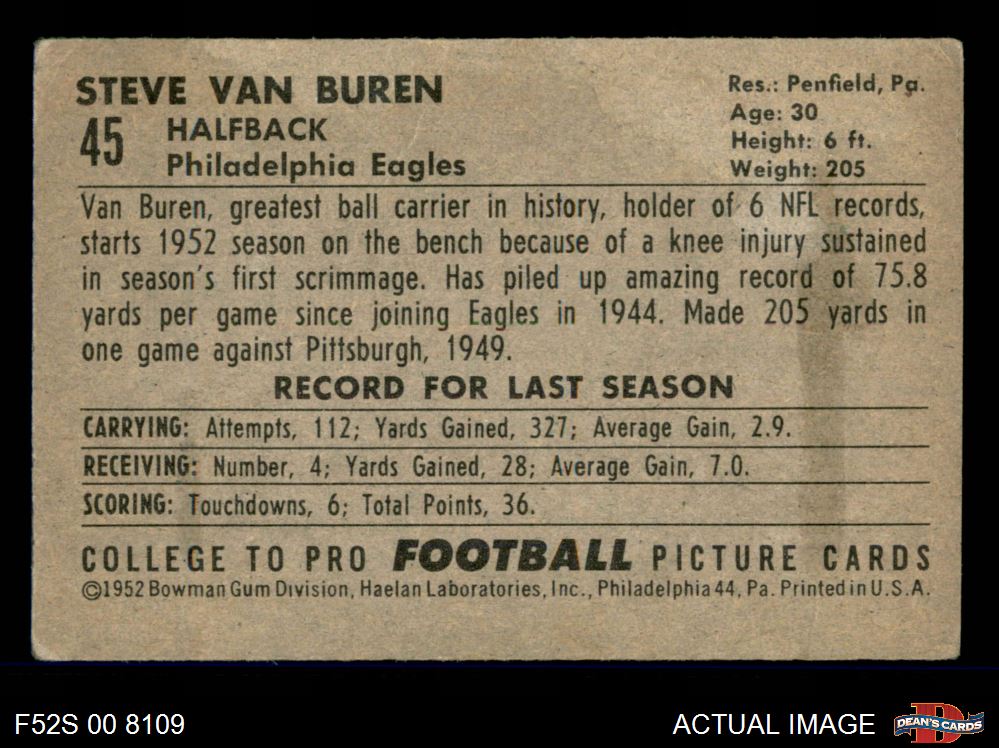 STEVE VAN BUREN
45
HALFBACK
Philadelphia Eagles
Res.: Penfield, Pa.
Age: 30
Height: 6 ft.
Weight: 205
Van Buren, greatest ball carrier in history, holder of 6 NFL records,
starts 1952 season on the bench because of a knee injury sustained
in season's first scrimmage. Has piled up amazing record of 75.8
yards per game since joining Eagles in 1944. Made 205 yards in
one game against Pittsburgh, 1949.
RECORD FOR LAST SEASON
CARRYING: Attempts, 112; Yards Gained, 327; Average Gain, 2.9.
RECEIVING: Number, 4; Yards Gained, 28; Average Gain, 7.0.
SCORING: Touchdowns, 6; Total Points, 36.
COLLEGE TO PRO FOOTBALL PICTURE CARDS
©1952 Bowman Gum Division, Haelan Laboratories, Inc., Philadelphia 44, Pa. Printed in U.S.A.
F52S 00 8109
ACTUAL IMAGE
D
DEAN'S CARDS